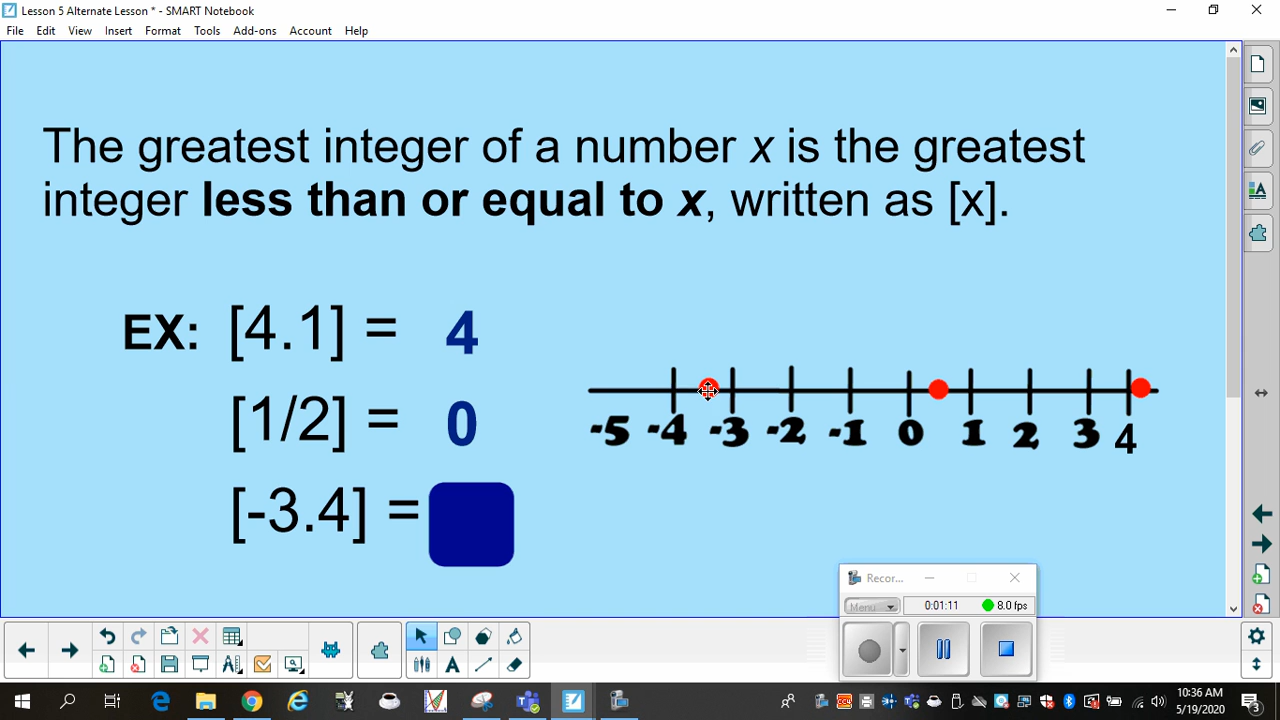 Lesson 5 Alternate Lesson * - SMART Notebook
File Edit View Insert Format Tools Add-ons Account Help
The greatest integer of a number x is the greatest
integer less than or equal to x, written as [x].
EX: [4.1] = 4
[1/2] = 0
-5 -4 -3 -2 -1 0 1 2 3 4
[-3.4] =
Recor...
Menu 0:01:11 8.0 fps
10:36 AM
5/19/2020
3